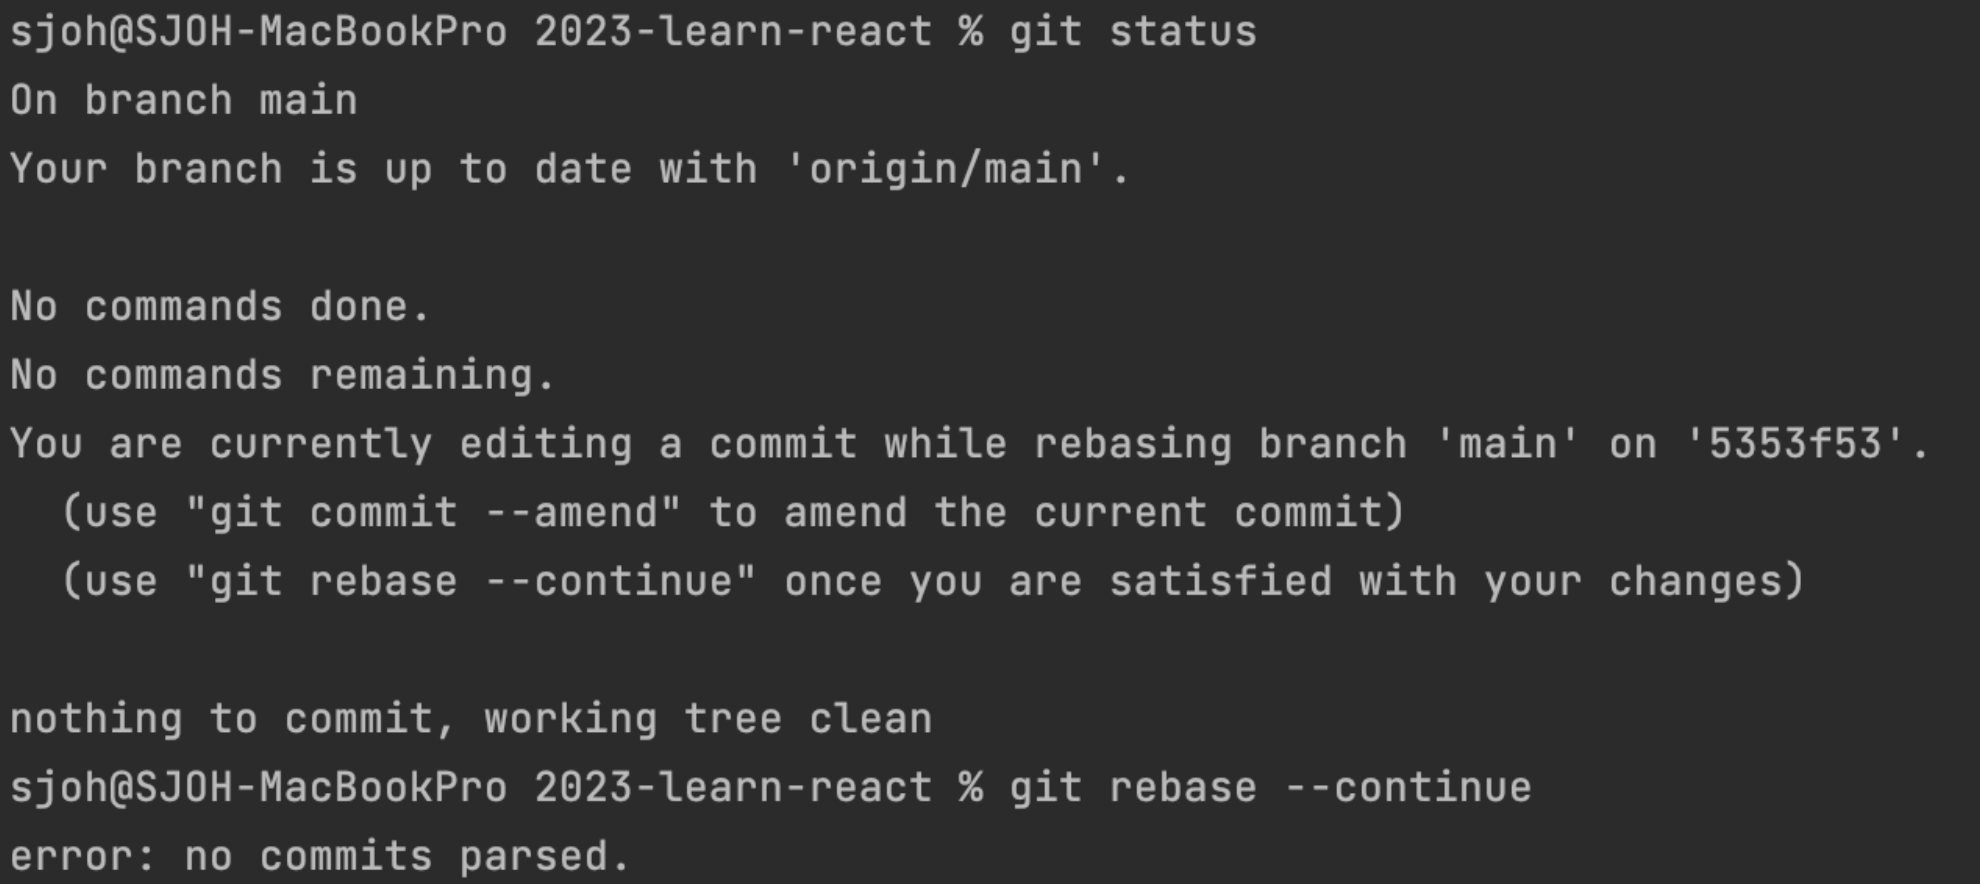 sjoh@SJOH-MacBookPro 2023-learn-react % git status
On branch main
Your branch is up to date with 'origin/main'.
No commands done.
No commands remaining.
You are currently editing a commit while rebasing branch 'main' on '5353f53'.
  (use "git commit --amend" to amend the current commit)
  (use "git rebase --continue" once you are satisfied with your changes)
nothing to commit, working tree clean
sjoh@SJOH-MacBookPro 2023-learn-react % git rebase --continue
error: no commits parsed.